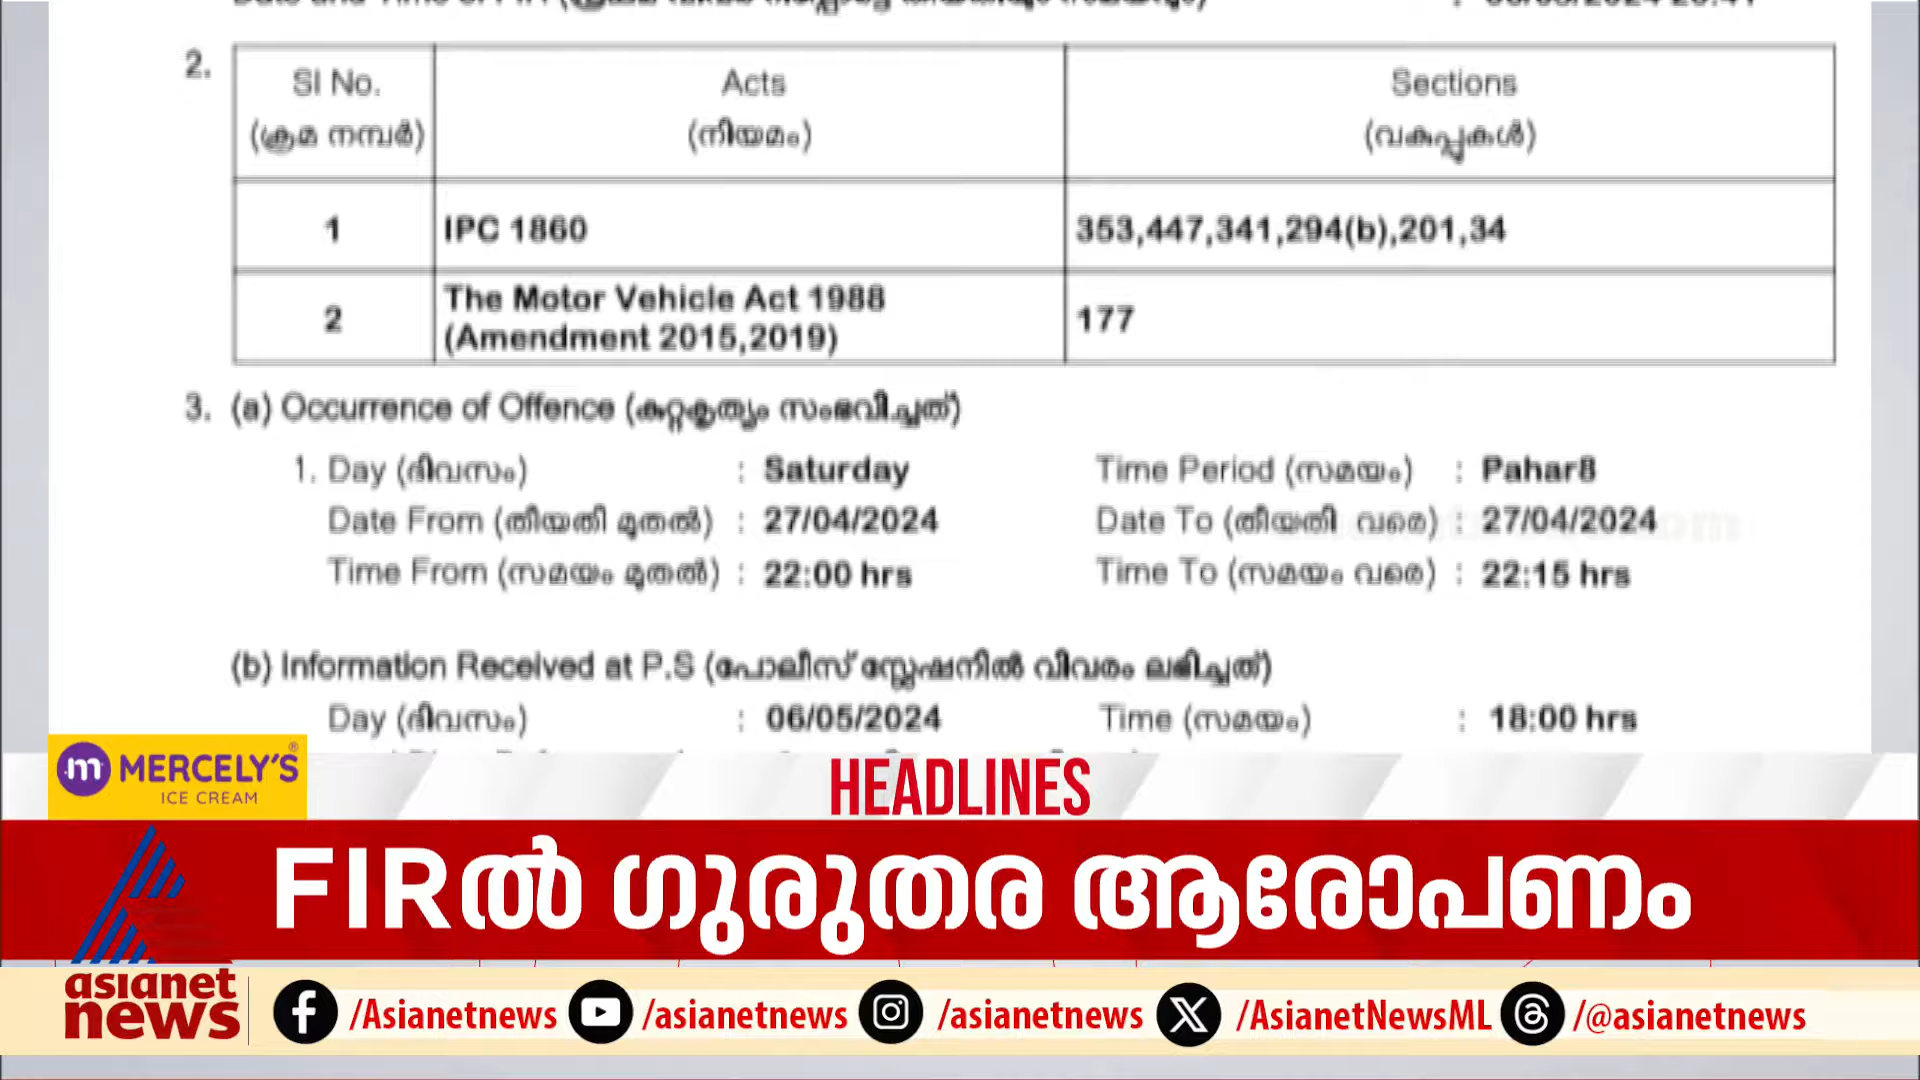 2.
Sl No. Acts Sections
(ക്രമ നമ്പർ) (നിയമം) (വകുപ്പുകൾ)
1 IPC 1860 353,447,341,294(b),201,34
2 The Motor Vehicle Act 1988 (Amendment 2015,2019) 177
3. (a) Occurrence of Offence (കുറ്റകൃത്യം സംഭവിച്ചത്)
1. Day (ദിവസം) : Saturday Time Period (സമയം) : Pahar8
Date From (തീയതി മുതൽ) : 27/04/2024 Date To (തീയതി വരെ) : 27/04/2024
Time From (സമയം മുതൽ) : 22:00 hrs Time To (സമയം വരെ) : 22:15 hrs
(b) Information Received at P.S (പോലീസ് സ്റ്റേഷനിൽ വിവരം ലഭിച്ചത്)
Day (ദിവസം) : 06/05/2024 Time (സമയം) : 18:00 hrs
m MERCELY'S®
ICE CREAM
HEADLINES
FIRൽ ഗുരുതര ആരോപണം
asianet
news
/Asianetnews /asianetnews /asianetnews /AsianetNewsML /@asianetnews